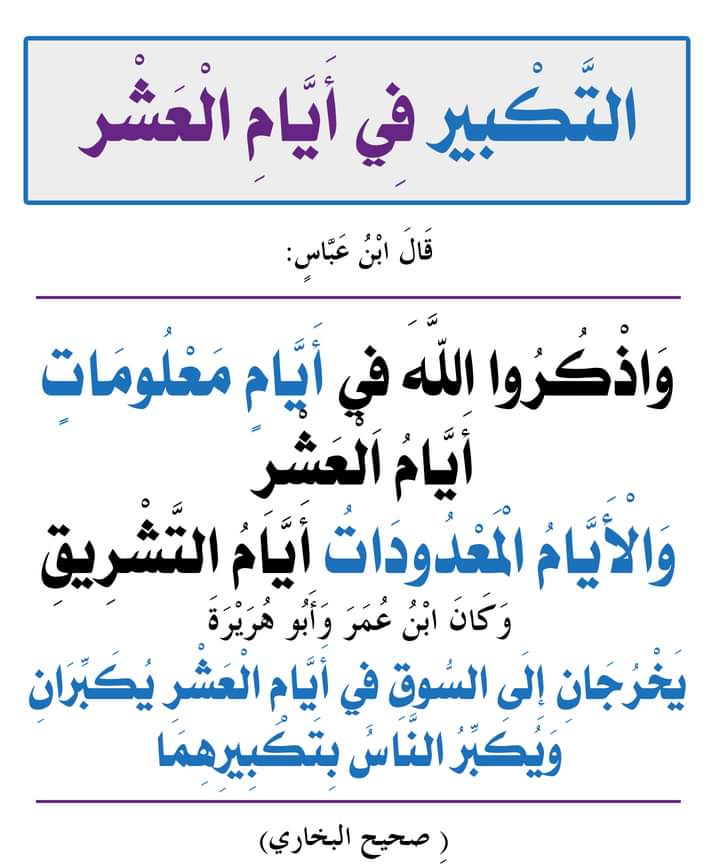 التَّكْبير فِي أَيَّامِ الْعَشْر
قَالَ ابْنُ عَبَّاسٍ:
وَاذْكُرُوا اللَّهَ فِي أَيَّامٍ مَعْلُومَاتٍ
أَيَّامُ الْعَشْرِ
وَالْأَيَّامُ الْمَعْدُودَاتُ أَيَّامُ التَّشْرِيقِ
وَكَانَ ابْنُ عُمَرَ وَأَبُو هُرَيْرَةَ
يَخْرُجَانِ إِلَى السُّوقِ فِي أَيَّامِ الْعَشْرِ يُكَبِّرَانِ
وَيُكَبِّرُ النَّاسُ بِتَكْبِيرِهِمَا
( صحيح البخاري)